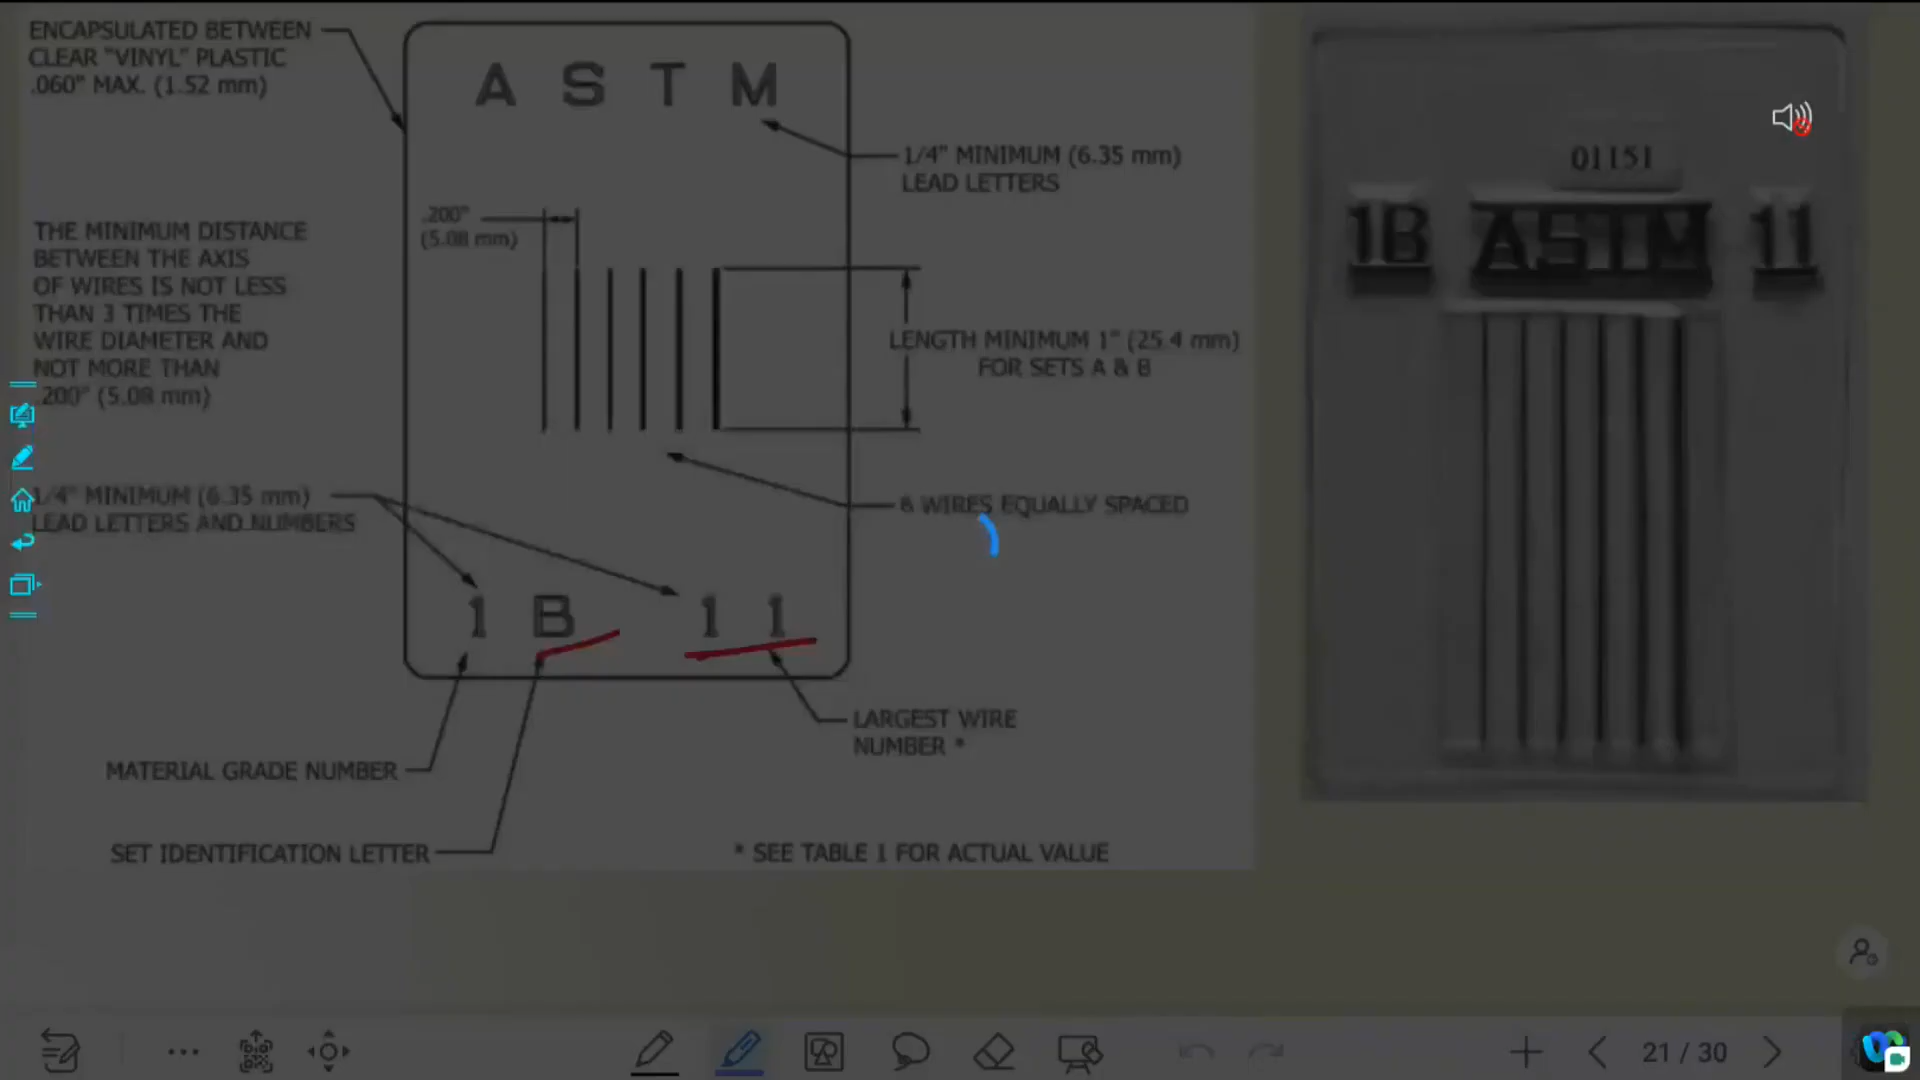 ENCAPSULATED BETWEEN
CLEAR "VINYL" PLASTIC
.060" MAX. (1.52 mm)
A S T M
1/4" MINIMUM (6.35 mm)
LEAD LETTERS
.200"
(5.08 mm)
THE MINIMUM DISTANCE
BETWEEN THE AXIS
OF WIRES IS NOT LESS
THAN 3 TIMES THE
WIRE DIAMETER AND
NOT MORE THAN
.200" (5.08 mm)
LENGTH MINIMUM 1" (25.4 mm)
FOR SETS A & B
1/4" MINIMUM (6.35 mm)
LEAD LETTERS AND NUMBERS
6 WIRES EQUALLY SPACED
1 B 1 1
LARGEST WIRE
NUMBER *
MATERIAL GRADE NUMBER
SET IDENTIFICATION LETTER
* SEE TABLE 1 FOR ACTUAL VALUE
01151
1B ASTM 11
21 / 30